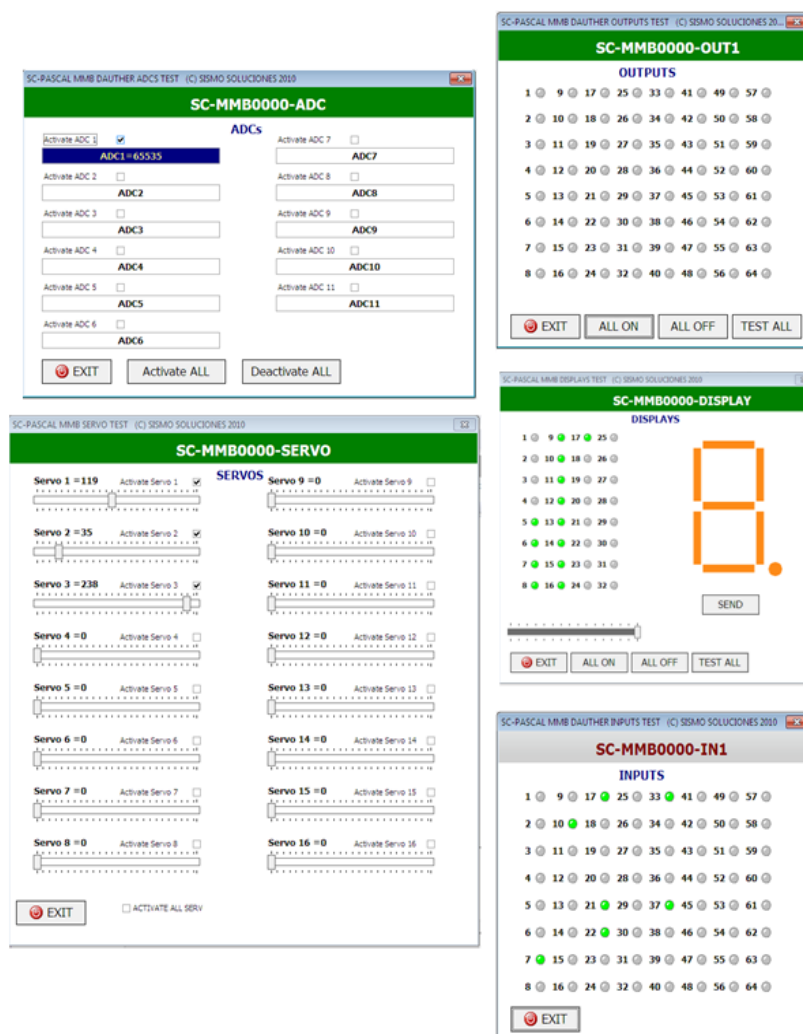 SC-PASCAL MMB DAUTHER ADCS TEST (C) SISMO SOLUCIONES 2010
SC-MMB0000-ADC
ADCs
Activate ADC 1
ADC1=65535
Activate ADC 2
ADC2
Activate ADC 3
ADC3
Activate ADC 4
ADC4
Activate ADC 5
ADC5
Activate ADC 6
ADC6
Activate ADC 7
ADC7
Activate ADC 8
ADC8
Activate ADC 9
ADC9
Activate ADC 10
ADC10
Activate ADC 11
ADC11
EXIT Activate ALL Deactivate ALL
SC-PASCAL MMB DAUTHER OUTPUTS TEST (C) SISMO SOLUCIONES 20...
SC-MMB0000-OUT1
OUTPUTS
1 9 17 25 33 41 49 57
2 10 18 26 34 42 50 58
3 11 19 27 35 43 51 59
4 12 20 28 36 44 52 60
5 13 21 29 37 45 53 61
6 14 22 30 38 46 54 62
7 15 23 31 39 47 55 63
8 16 24 32 40 48 56 64
EXIT ALL ON ALL OFF TEST ALL
SC-PASCAL MMB SERVO TEST (C) SISMO SOLUCIONES 2010
SC-MMB0000-SERVO
SERVOS
Servo 1 =119 Activate Servo 1
Servo 2 =35 Activate Servo 2
Servo 3 =238 Activate Servo 3
Servo 4 =0 Activate Servo 4
Servo 5 =0 Activate Servo 5
Servo 6 =0 Activate Servo 6
Servo 7 =0 Activate Servo 7
Servo 8 =0 Activate Servo 8
Servo 9 =0 Activate Servo 9
Servo 10 =0 Activate Servo 10
Servo 11 =0 Activate Servo 11
Servo 12 =0 Activate Servo 12
Servo 13 =0 Activate Servo 13
Servo 14 =0 Activate Servo 14
Servo 15 =0 Activate Servo 15
Servo 16 =0 Activate Servo 16
EXIT ACTIVATE ALL SERV
SC-PASCAL MMB DISPLAYS TEST (C) SISMO SOLUCIONES 2010
SC-MMB0000-DISPLAY
DISPLAYS
1 9 17 25
2 10 18 26
3 11 19 27
4 12 20 28
5 13 21 29
6 14 22 30
7 15 23 31
8 16 24 32
8.
SEND
EXIT ALL ON ALL OFF TEST ALL
SC-PASCAL MMB DAUTHER INPUTS TEST (C) SISMO SOLUCIONES 2010
SC-MMB0000-IN1
INPUTS
1 9 17 25 33 41 49 57
2 10 18 26 34 42 50 58
3 11 19 27 35 43 51 59
4 12 20 28 36 44 52 60
5 13 21 29 37 45 53 61
6 14 22 30 38 46 54 62
7 15 23 31 39 47 55 63
8 16 24 32 40 48 56 64
EXIT